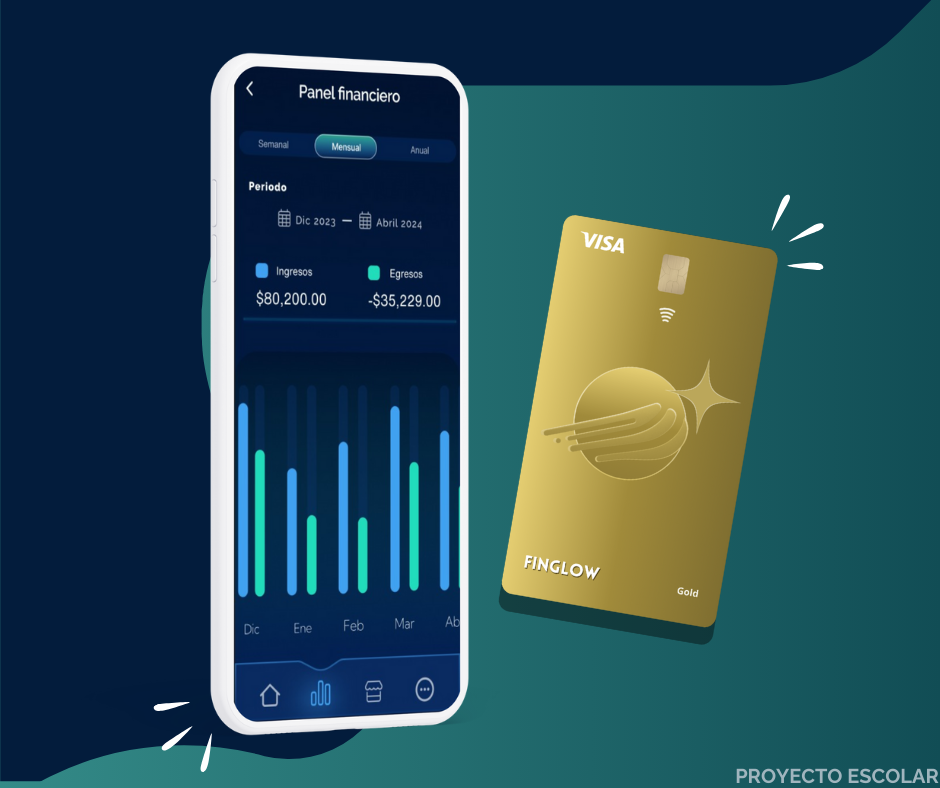 Panel financiero
Semanal Mensual Anual
Periodo
Dic 2023 — Abril 2024
Ingresos Egresos
$80,200.00 -$35,229.00
Dic Ene Feb Mar Ab
VISA
FINGLOW
Gold
PROYECTO ESCOLAR